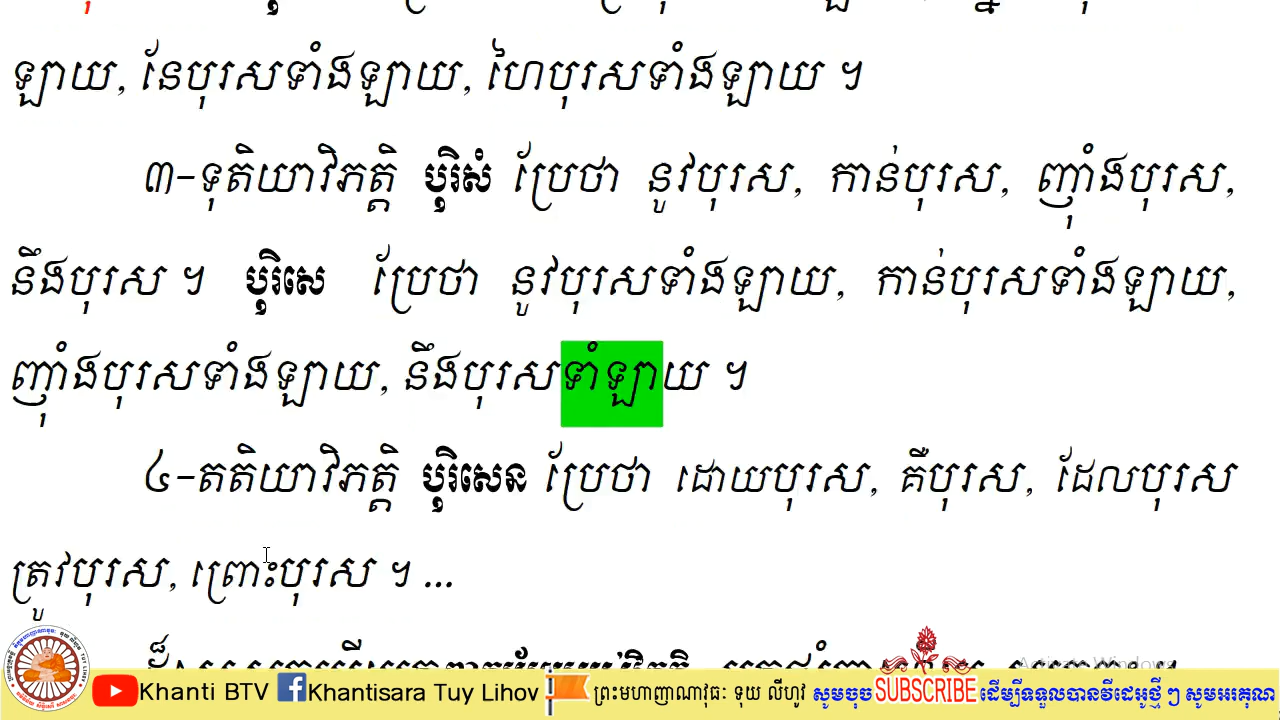 ឡាយ, នែបុរសទាំងឡាយ, ហៃបុរសទាំងឡាយ ។
៣-ទុតិយាវិភត្តិ បុរិសំ ប្រែថា នូវបុរស, កាន់បុរស, ញ៉ាំងបុរស,
នឹងបុរស ។ បុរិសេ ប្រែថា នូវបុរសទាំងឡាយ, កាន់បុរសទាំងឡាយ,
ញ៉ាំងបុរសទាំងឡាយ, នឹងបុរសទាំឡាយ ។
៤-តតិយាវិភត្តិ បុរិសេន ប្រែថា ដោយបុរស, គឺបុរស, ដែលបុរស
ត្រូវបុរស, ព្រោះបុរស ។ ...
Activate Windows
Khanti BTV Khantisara Tuy Lihov ព្រះមហាញាណាវុធៈ ទុយ លីហូវ សូមចុច SUBSCRIBE ដើម្បីទទួលបានវីដេអូថ្មីៗ សូមអរគុណ